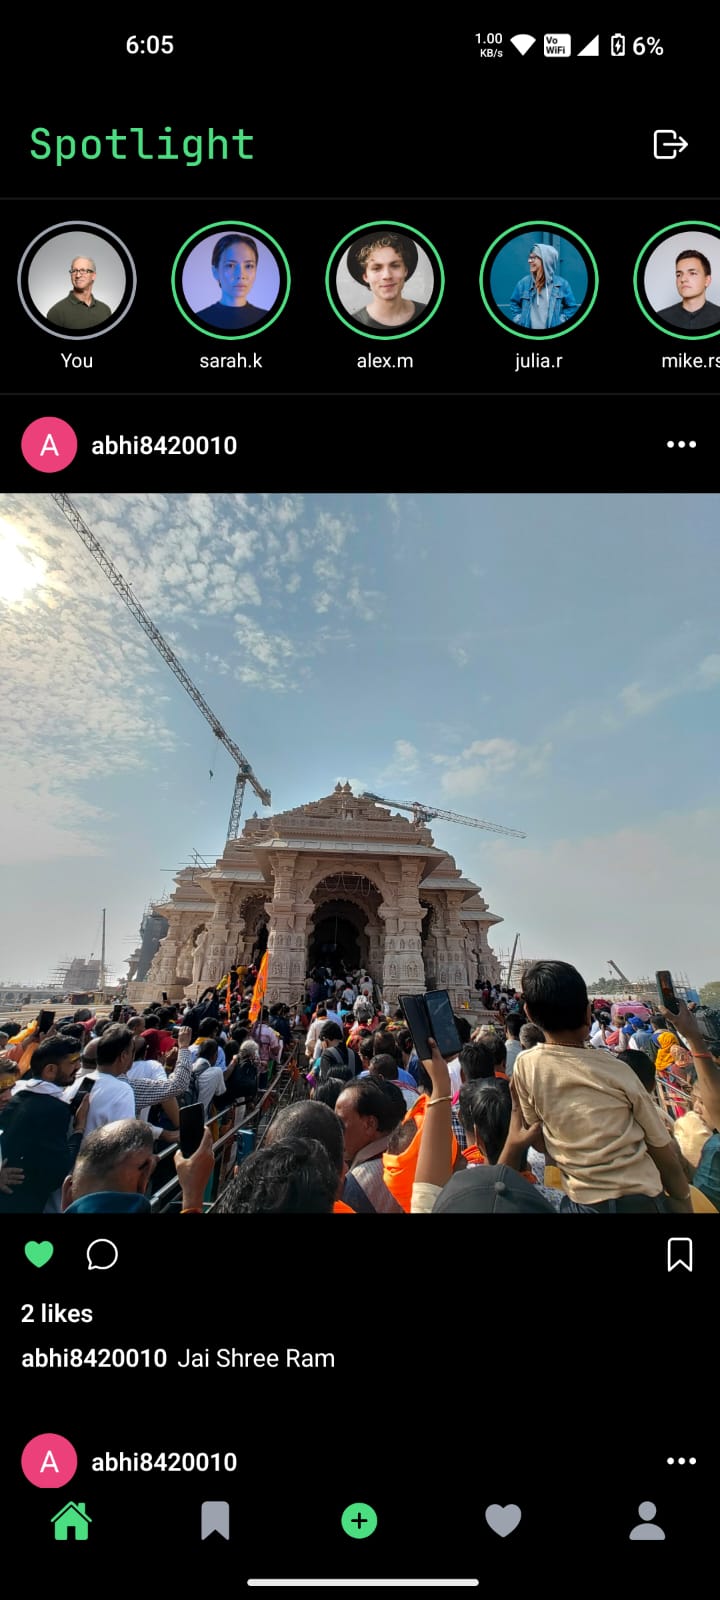 6:05
1.00
KB/s
Vo
WiFi
6%
Spotlight
You
sarah.k
alex.m
julia.r
mike.rs
A
abhi8420010
2 likes
abhi8420010 Jai Shree Ram
A
abhi8420010